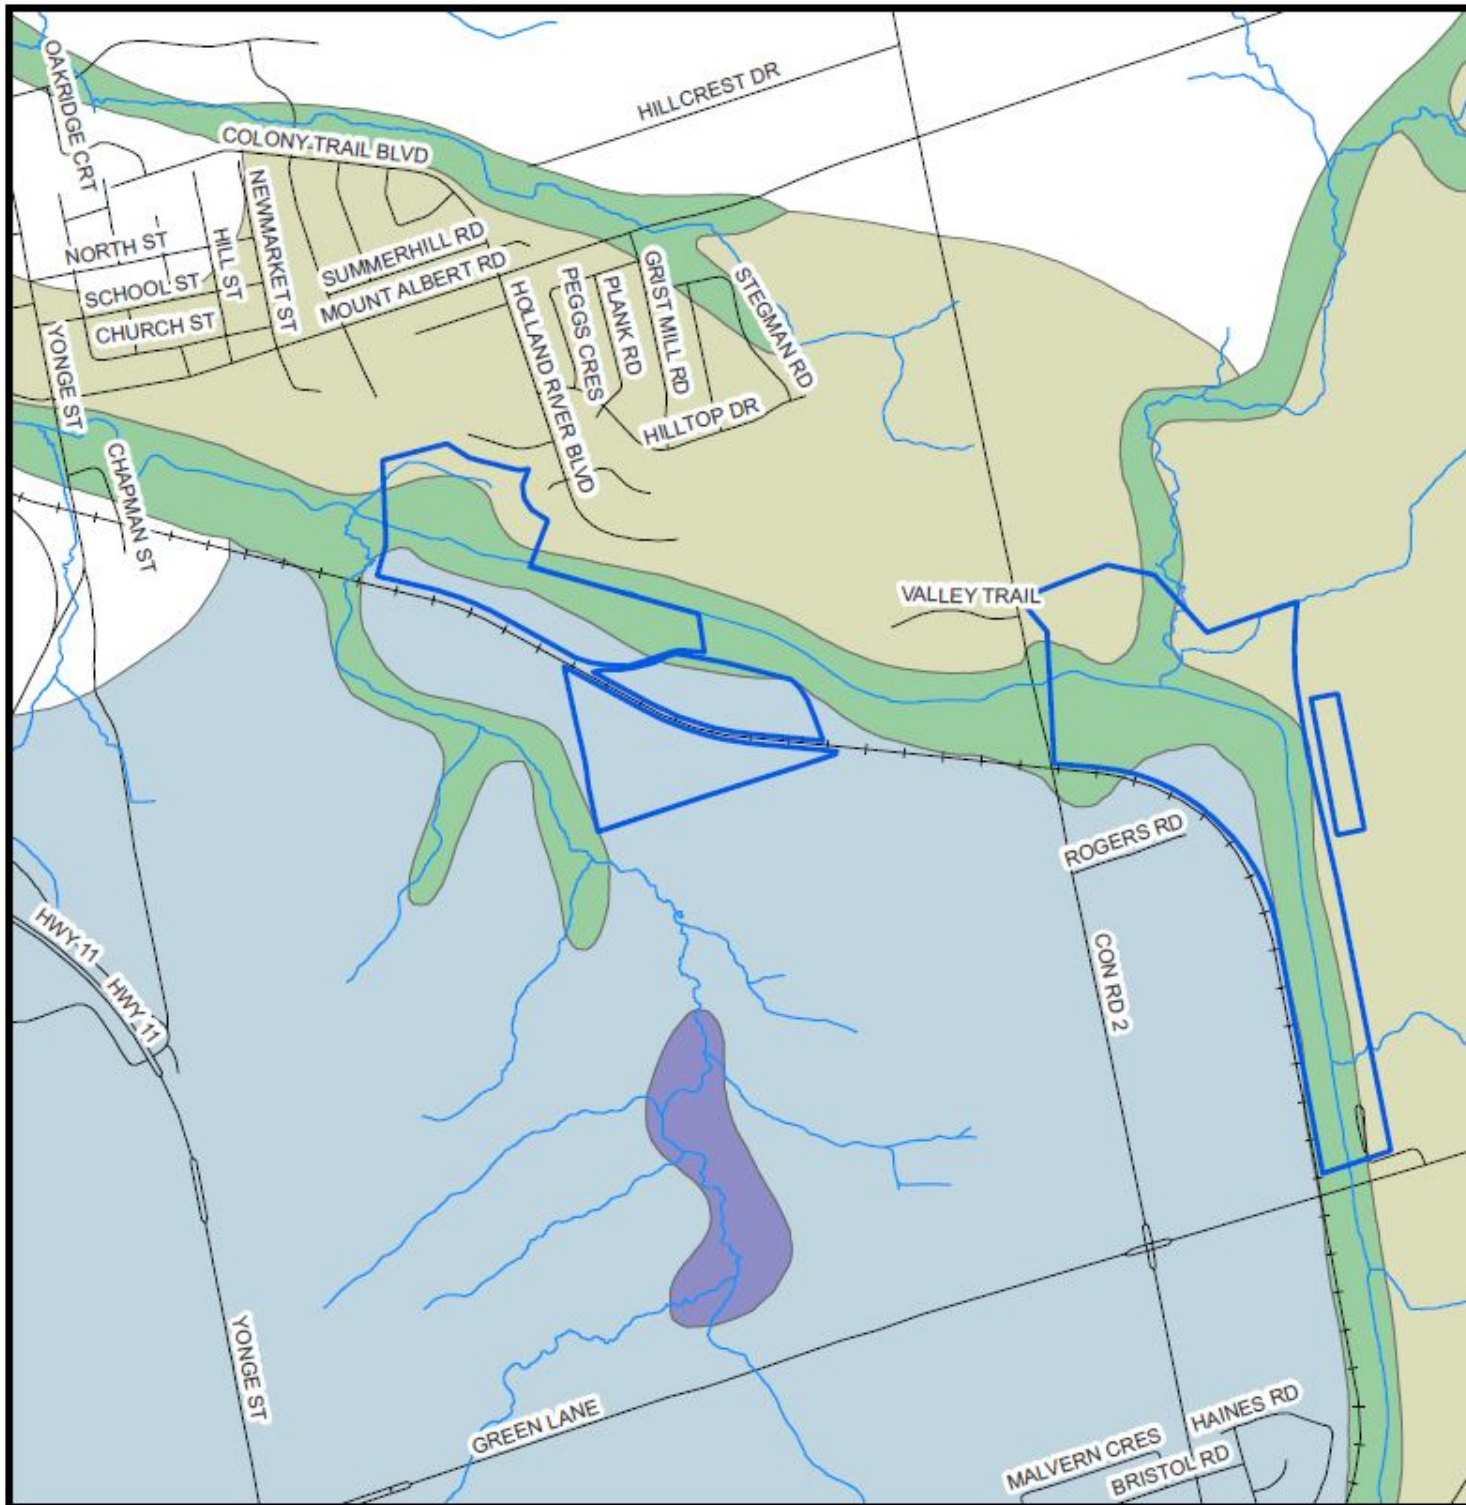 OAKRIDGE CRT
HILLCREST DR
COLONY TRAIL BLVD
NEWMARKET ST
NORTH ST
HILL ST
SUMMERHILL RD
SCHOOL ST
MOUNT ALBERT RD
CHURCH ST
YONGE ST
HOLLAND RIVER BLVD
PEGGS CRES
PLANK RD
GRIST MILL RD
STEGMAN RD
HILLTOP DR
CHAPMAN ST
VALLEY TRAIL
ROGERS RD
HWY 11
HWY 11
CON RD 2
YONGE ST
GREEN LANE
HAINES RD
MALVERN CRES
BRISTOL RD